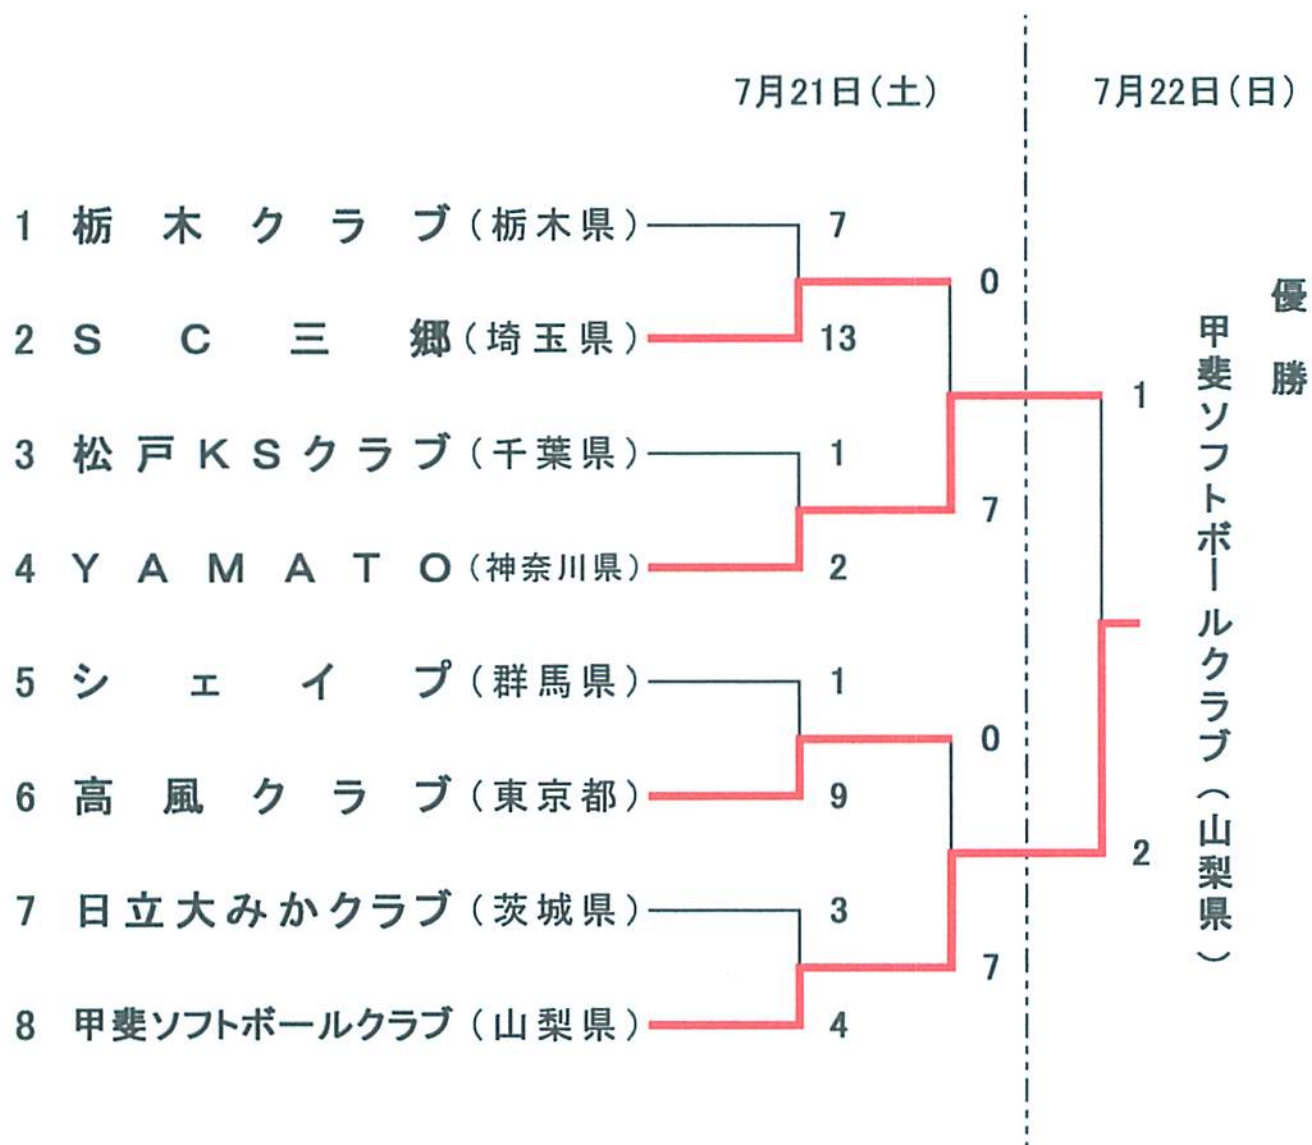 7月21日(土) 7月22日(日)
1 栃木クラブ(栃木県) 7
0
2 SC三郷(埼玉県) 13
1
3 松戸KSクラブ(千葉県) 1
7
4 YAMATO(神奈川県) 2
5 シェイプ(群馬県) 1
0
6 高風クラブ(東京都) 9
2
7 日立大みかクラブ(茨城県) 3
7
8 甲斐ソフトボールクラブ(山梨県) 4
優勝
甲斐ソフトボールクラブ(山梨県)